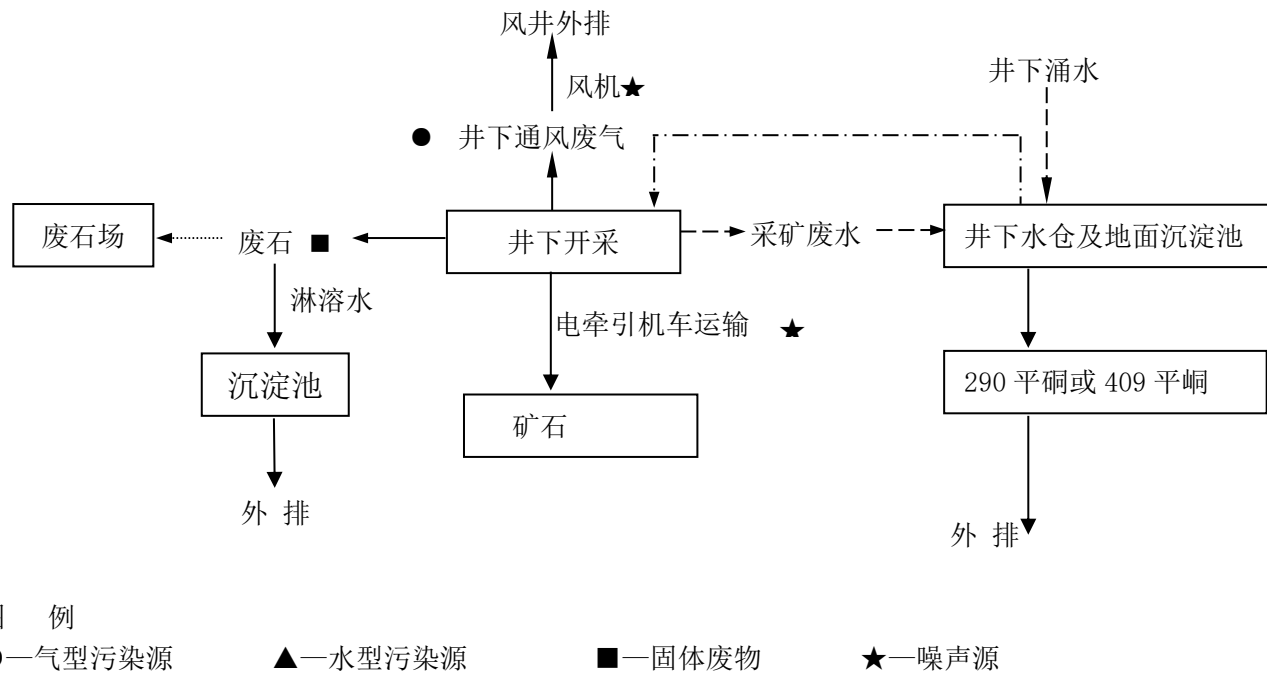 风井外排
风机★
井下涌水
● 井下通风废气
废石场
废石 ■
井下开采
采矿废水
井下水仓及地面沉淀池
淋溶水
电牵引机车运输 ★
沉淀池
290 平硐或 409 平峒
矿石
外 排
外 排
例
—气型污染源 ▲—水型污染源 ■—固体废物 ★—噪声源